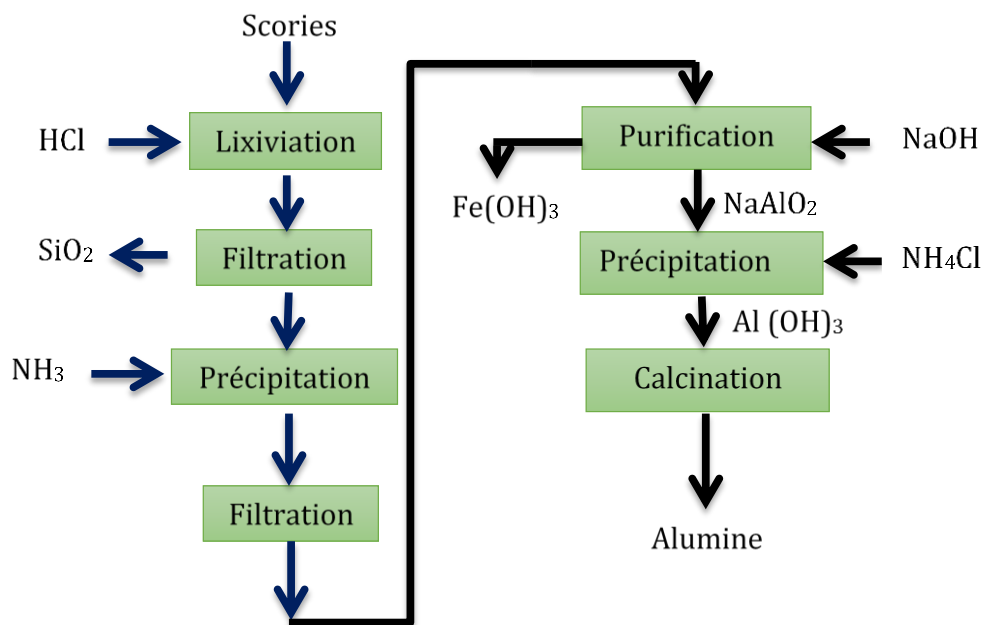 Scories
HCl
Lixiviation
SiO₂
Filtration
NH₃
Précipitation
Filtration
Purification
NaOH
Fe(OH)₃
NaAlO₂
Précipitation
NH₄Cl
Al (OH)₃
Calcination
Alumine